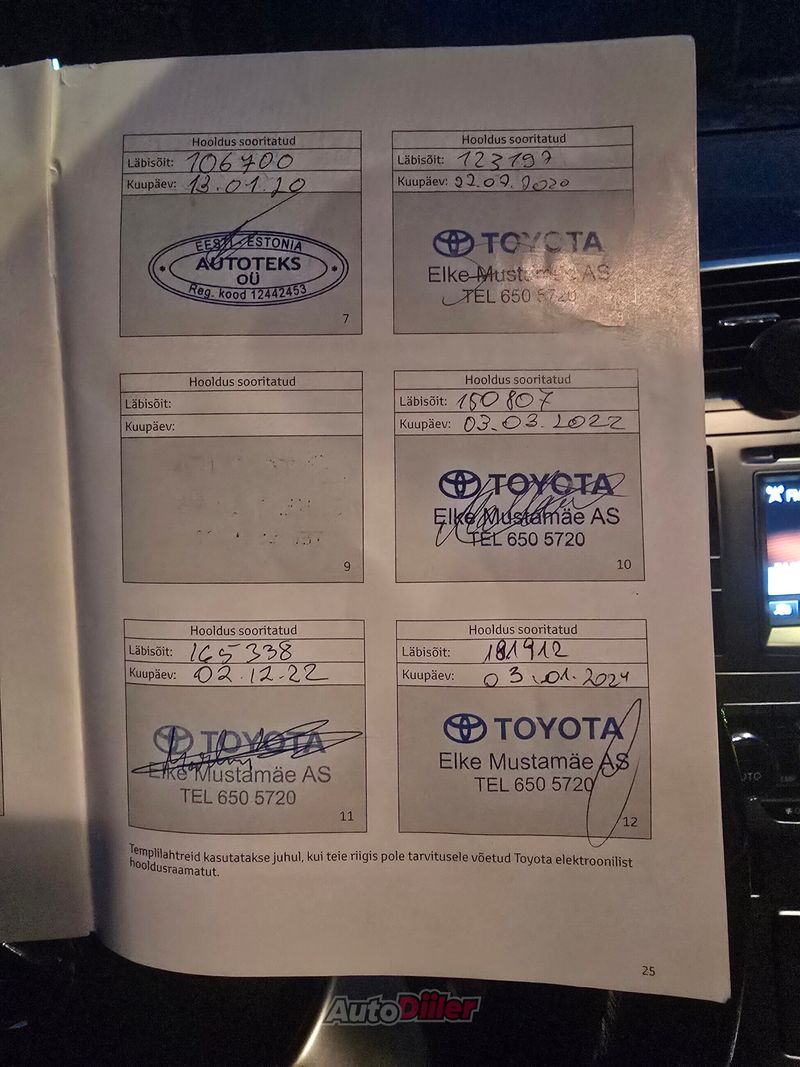 Hooldus sooritatud
Läbisõit: 106700
Kuupäev: 13.01.20
EESTI - ESTONIA
AUTOTEKS
OÜ
Reg. kood 12442453
7
Hooldus sooritatud
Läbisõit: 123197
Kuupäev: 22.07.2020
TOYOTA
Elke Mustamäe AS
TEL 650 5720
Hooldus sooritatud
Läbisõit:
Kuupäev:
9
Hooldus sooritatud
Läbisõit: 150807
Kuupäev: 03.03.2022
TOYOTA
Elke Mustamäe AS
TEL 650 5720
10
Hooldus sooritatud
Läbisõit: 165338
Kuupäev: 02.12.22
TOYOTA
Elke Mustamäe AS
TEL 650 5720
11
Hooldus sooritatud
Läbisõit: 181912
Kuupäev: 03.01.2024
TOYOTA
Elke Mustamäe AS
TEL 650 5720
12
Templilahtreid kasutatakse juhul, kui teie riigis pole tarvitusele võetud Toyota elektroonilist
hooldusraamatut.
25
AutoDiiler